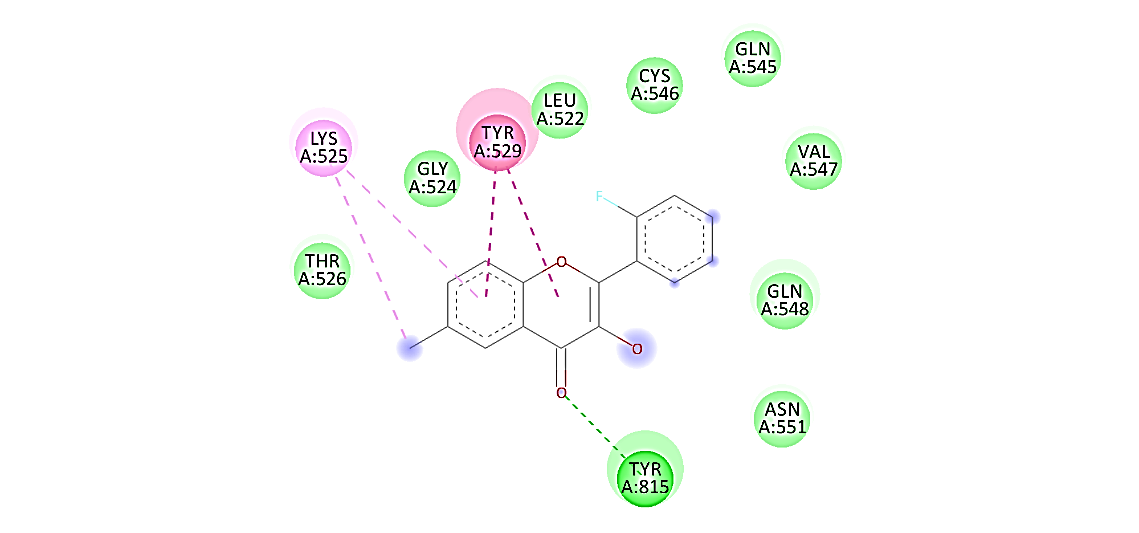 GLN
A:545
CYS
A:546
LEU
A:522
TYR
A:529
LYS
A:525
VAL
A:547
GLY
A:524
F
THR
A:526
O
GLN
A:548
O
O
ASN
A:551
TYR
A:815